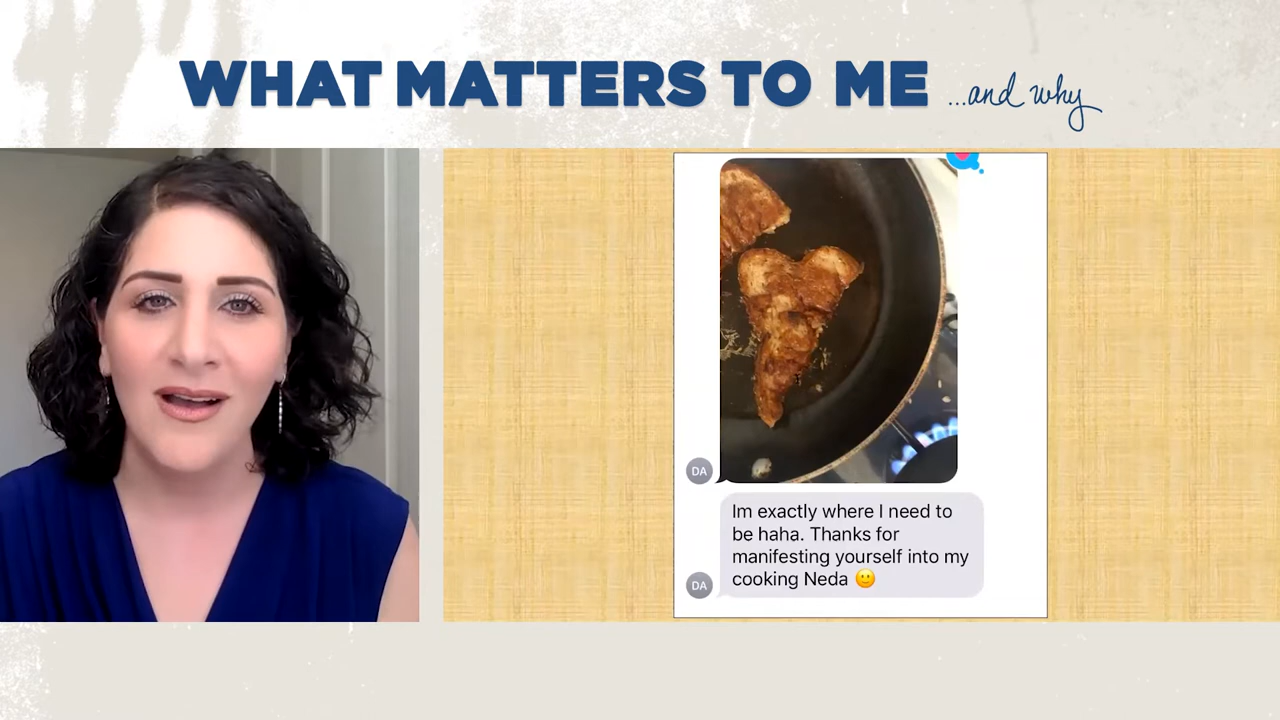 WHAT MATTERS TO ME ...and why
DA
Im exactly where I need to
be haha. Thanks for
manifesting yourself into my
cooking Neda 🙂
DA